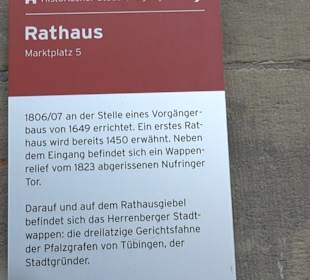 Historischer
Rathaus
Marktplatz 5
1806/07 an der Stelle eines Vorgänger-
baus von 1649 errichtet. Ein erstes Rat-
haus wird bereits 1450 erwähnt. Neben
dem Eingang befindet sich ein Wappen-
relief vom 1823 abgerissenen Nufringer
Tor.
Darauf und auf dem Rathausgiebel
befindet sich das Herrenberger Stadt-
wappen: die dreilatzige Gerichtsfahne
der Pfalzgrafen von Tübingen, der
Stadtgründer.